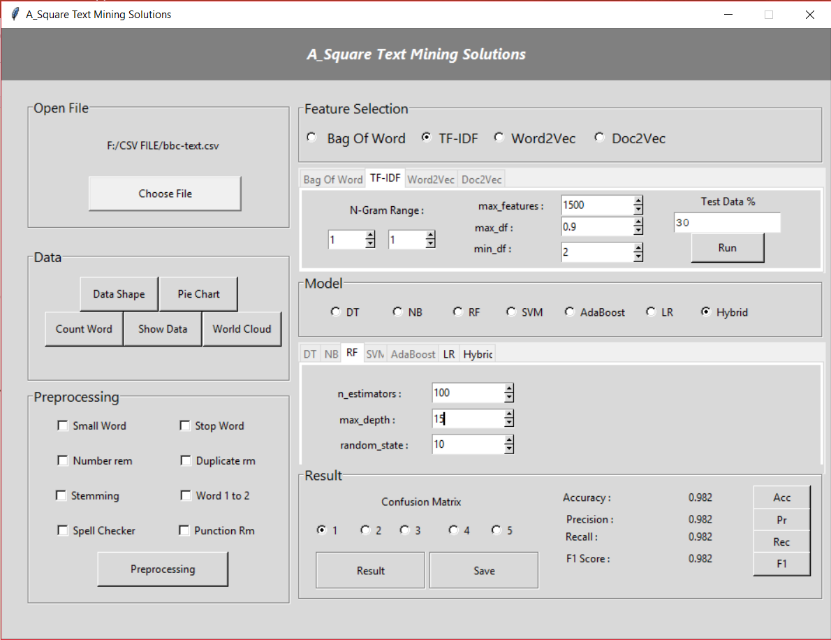 A_Square Text Mining Solutions
A_Square Text Mining Solutions
Open File
F:/CSV FILE/bbc-text.csv
Choose File
Data
Data Shape Pie Chart
Count Word Show Data World Cloud
Preprocessing
Small Word Stop Word
Number rem Duplicate rm
Stemming Word 1 to 2
Spell Checker Punction Rm
Preprocessing
Feature Selection
Bag Of Word TF-IDF Word2Vec Doc2Vec
Bag Of Word TF-IDF Word2Vec Doc2Vec
N-Gram Range :
1 1
max_features : 1500
max_df : 0.9
min_df : 2
Test Data %
30
Run
Model
DT NB RF SVM AdaBoost LR Hybrid
DT NB RF SVM AdaBoost LR Hybric
n_estimators : 100
max_depth : 15
random_state : 10
Result
Confusion Matrix
1 2 3 4 5
Result Save
Accuracy : 0.982 Acc
Precision : 0.982 Pr
Recall : 0.982 Rec
F1 Score : 0.982 F1